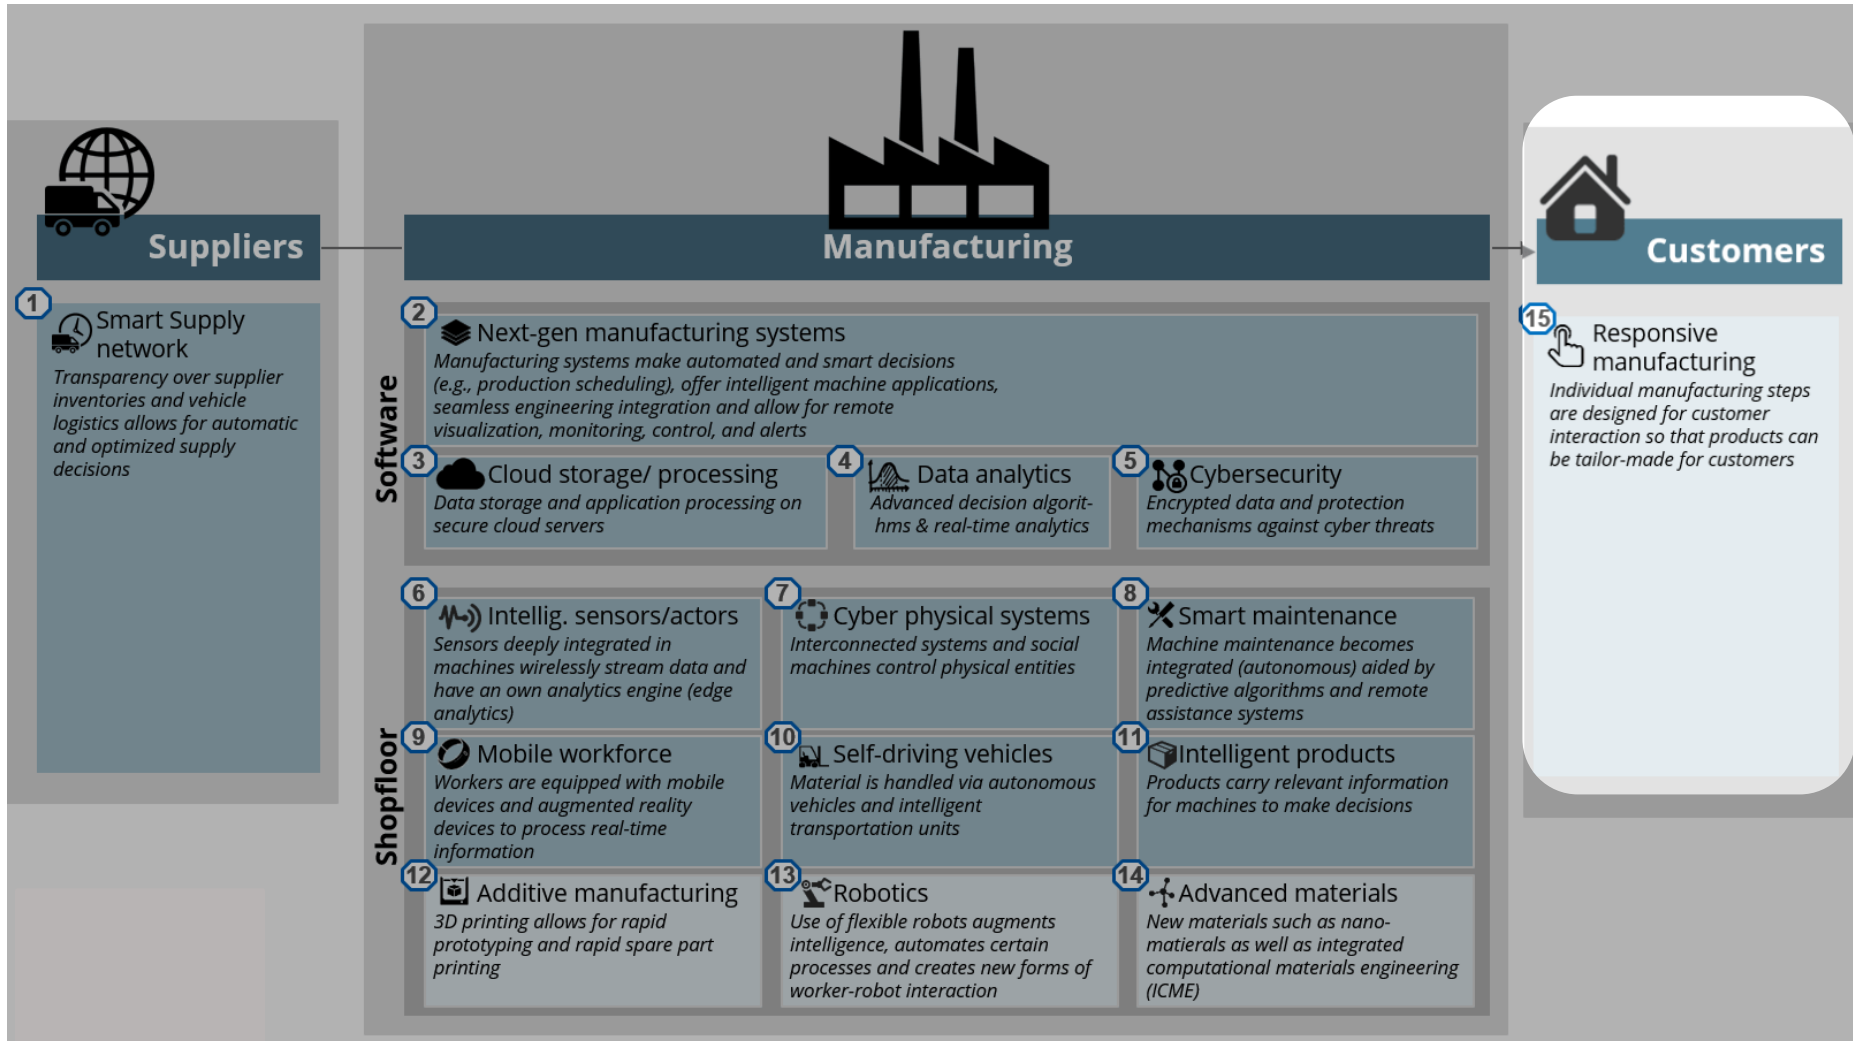 Suppliers
1
Smart Supply
network
Transparency over supplier
inventories and vehicle
logistics allows for automatic
and optimized supply
decisions
Manufacturing
Software
2
Next-gen manufacturing systems
Manufacturing systems make automated and smart decisions
(e.g., production scheduling), offer intelligent machine applications,
seamless engineering integration and allow for remote
visualization, monitoring, control, and alerts
3
Cloud storage/ processing
Data storage and application processing on
secure cloud servers
4
Data analytics
Advanced decision algorit-
hms & real-time analytics
5
Cybersecurity
Encrypted data and protection
mechanisms against cyber threats
Shopfloor
6
Intellig. sensors/actors
Sensors deeply integrated in
machines wirelessly stream data and
have an own analytics engine (edge
analytics)
7
Cyber physical systems
Interconnected systems and social
machines control physical entities
8
Smart maintenance
Machine maintenance becomes
integrated (autonomous) aided by
predictive algorithms and remote
assistance systems
9
Mobile workforce
Workers are equipped with mobile
devices and augmented reality
devices to process real-time
information
10
Self-driving vehicles
Material is handled via autonomous
vehicles and intelligent
transportation units
11
Intelligent products
Products carry relevant information
for machines to make decisions
12
Additive manufacturing
3D printing allows for rapid
prototyping and rapid spare part
printing
13
Robotics
Use of flexible robots augments
intelligence, automates certain
processes and creates new forms of
worker-robot interaction
14
Advanced materials
New materials such as nano-
matierals as well as integrated
computational materials engineering
(ICME)
Customers
15
Responsive
manufacturing
Individual manufacturing steps
are designed for customer
interaction so that products can
be tailor-made for customers